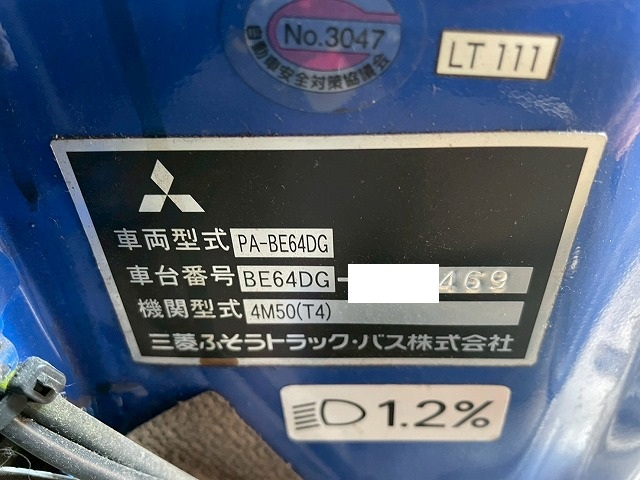 No.3047
自動車安全対策協議会
LT 111
車両型式 PA-BE64DG
車台番号 BE64DG- 469
機関型式 4M50(T4)
三菱ふそうトラック・バス株式会社
1.2%